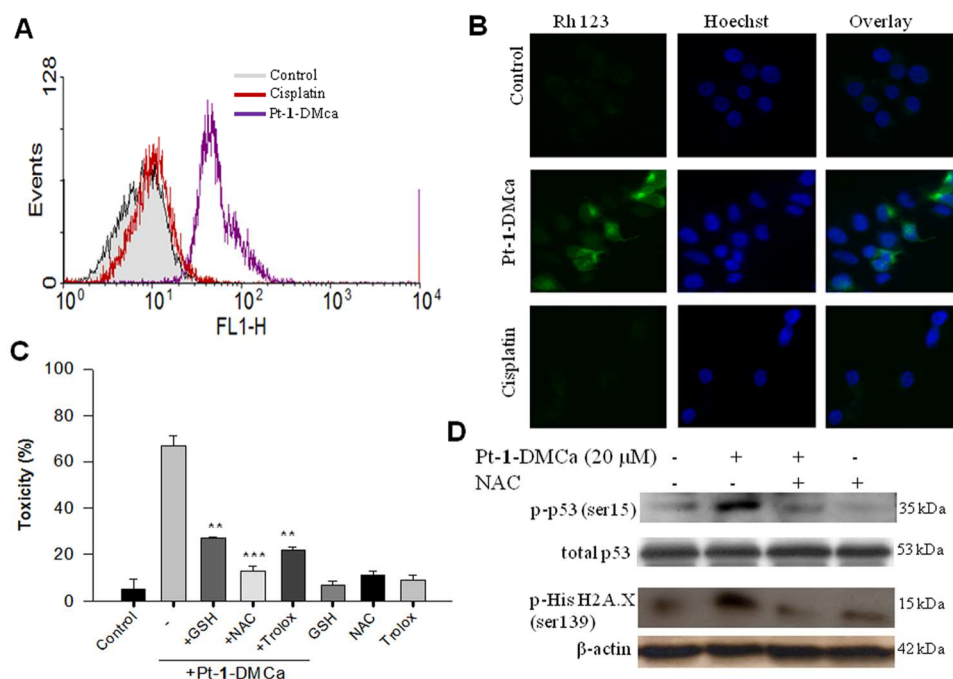 A
128
Events
0
Control
Cisplatin
Pt-1-DMca
10^0 10^1 10^2 10^3 10^4
FL1-H
B
Rh 123 Hoechst Overlay
Control
Pt-1-DMca
Cisplatin
C
Toxicity (%)
100
80
60
40
20
0
** *** **
Control - +GSH +NAC +Trolox GSH NAC Trolox
+Pt-1-DMCa
D
Pt-1-DMCa (20 μM) - + + -
NAC - - + +
p-p53 (ser15) 35 kDa
total p53 53 kDa
p-His H2A.X 15 kDa
(ser139)
β-actin 42 kDa